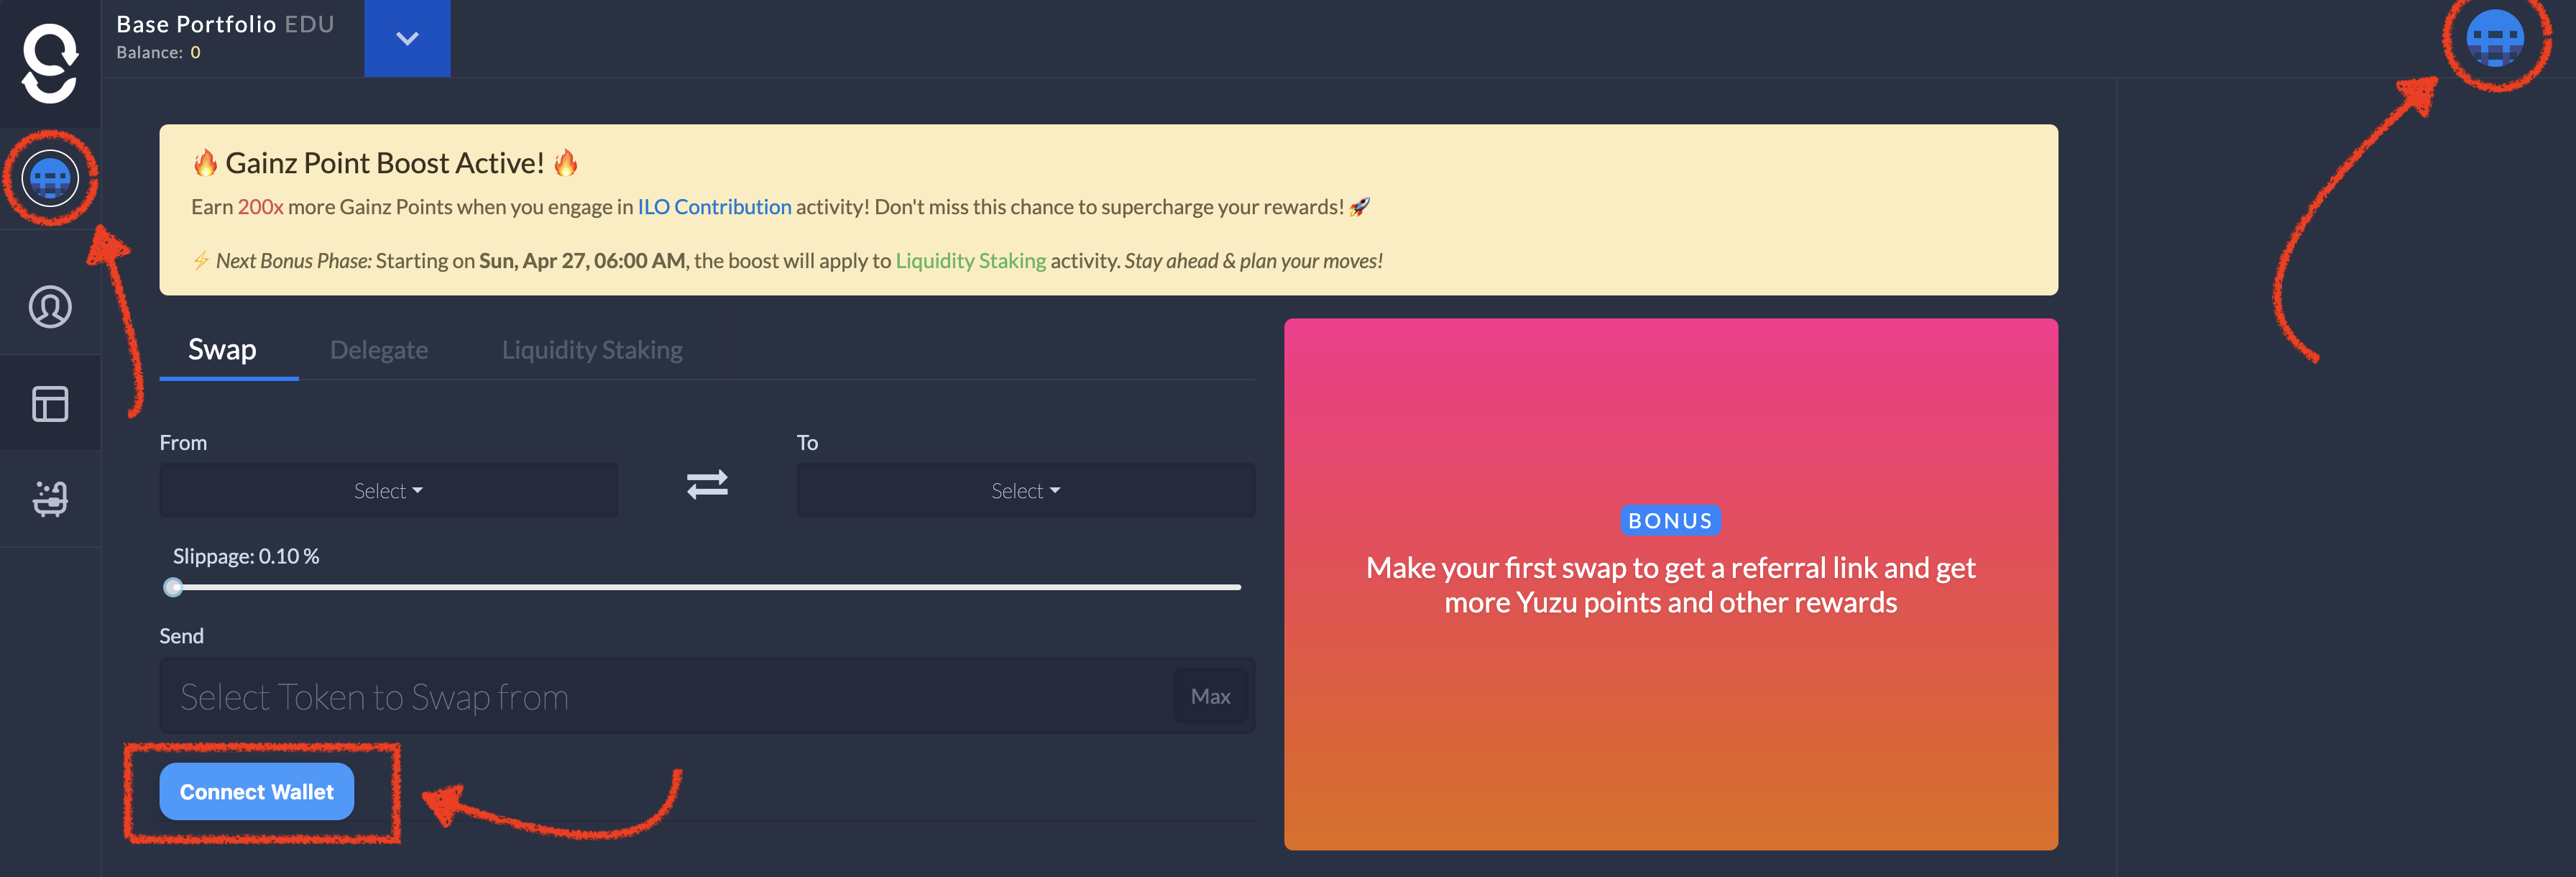 Base Portfolio EDU
Balance: 0
🔥 Gainz Point Boost Active! 🔥
Earn 200x more Gainz Points when you engage in ILO Contribution activity! Don't miss this chance to supercharge your rewards! 🚀
⚡ Next Bonus Phase: Starting on Sun, Apr 27, 06:00 AM, the boost will apply to Liquidity Staking activity. Stay ahead & plan your moves!
Swap Delegate Liquidity Staking
From To
Select Select
Slippage: 0.10 %
Send
Select Token to Swap from Max
Connect Wallet
BONUS
Make your first swap to get a referral link and get
more Yuzu points and other rewards